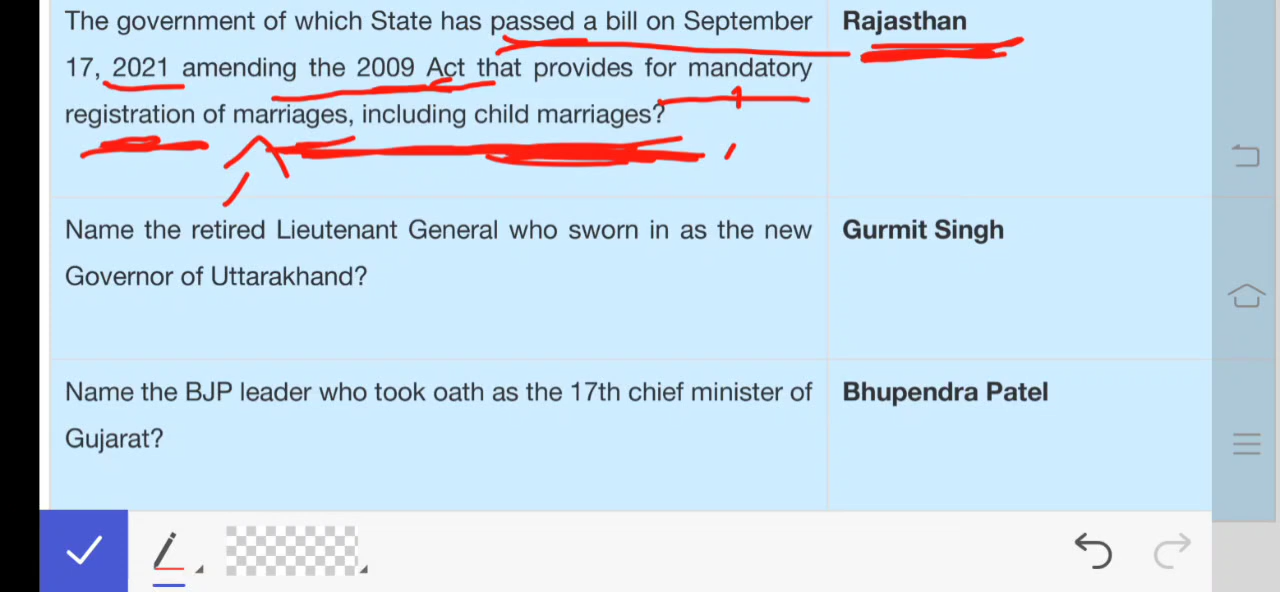 The government of which State has passed a bill on September
17, 2021 amending the 2009 Act that provides for mandatory
registration of marriages, including child marriages?
Rajasthan
Name the retired Lieutenant General who sworn in as the new
Governor of Uttarakhand?
Gurmit Singh
Name the BJP leader who took oath as the 17th chief minister of
Gujarat?
Bhupendra Patel